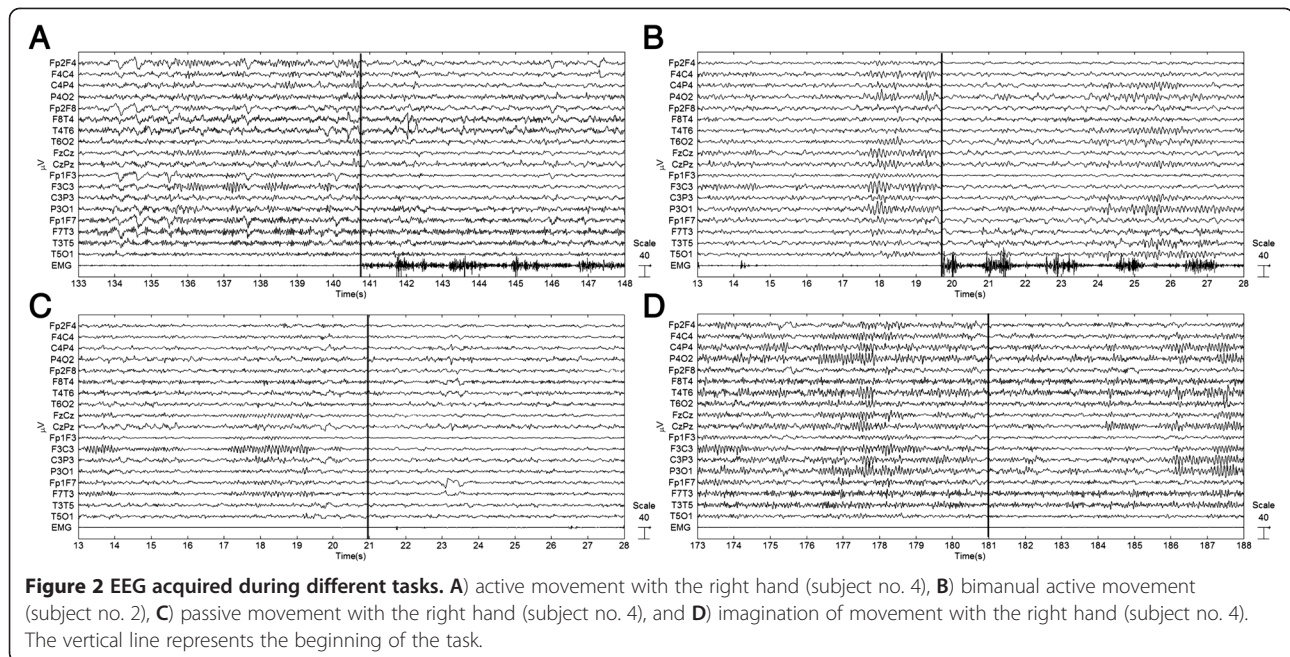 A
Fp2F4
F4C4
C4P4
P4O2
Fp2F8
F8T4
T4T6
T6O2
FzCz
CzPz
Fp1F3
F3C3
C3P3
P3O1
Fp1F7
F7T3
T3T5
T5O1
EMG
µV
133 134 135 136 137 138 139 140 141 142 143 144 145 146 147 148
Time(s)
Scale
40
B
Fp2F4
F4C4
C4P4
P4O2
Fp2F8
F8T4
T4T6
T6O2
FzCz
CzPz
Fp1F3
F3C3
C3P3
P3O1
Fp1F7
F7T3
T3T5
T5O1
EMG
µV
13 14 15 16 17 18 19 20 21 22 23 24 25 26 27 28
Time(s)
Scale
40
C
Fp2F4
F4C4
C4P4
P4O2
Fp2F8
F8T4
T4T6
T6O2
FzCz
CzPz
Fp1F3
F3C3
C3P3
P3O1
Fp1F7
F7T3
T3T5
T5O1
EMG
µV
13 14 15 16 17 18 19 20 21 22 23 24 25 26 27 28
Time(s)
Scale
40
D
Fp2F4
F4C4
C4P4
P4O2
Fp2F8
F8T4
T4T6
T6O2
FzCz
CzPz
Fp1F3
F3C3
C3P3
P3O1
Fp1F7
F7T3
T3T5
T5O1
EMG
µV
173 174 175 176 177 178 179 180 181 182 183 184 185 186 187 188
Time(s)
Scale
40
Figure 2 EEG acquired during different tasks. A) active movement with the right hand (subject no. 4), B) bimanual active movement
(subject no. 2), C) passive movement with the right hand (subject no. 4), and D) imagination of movement with the right hand (subject no. 4).
The vertical line represents the beginning of the task.